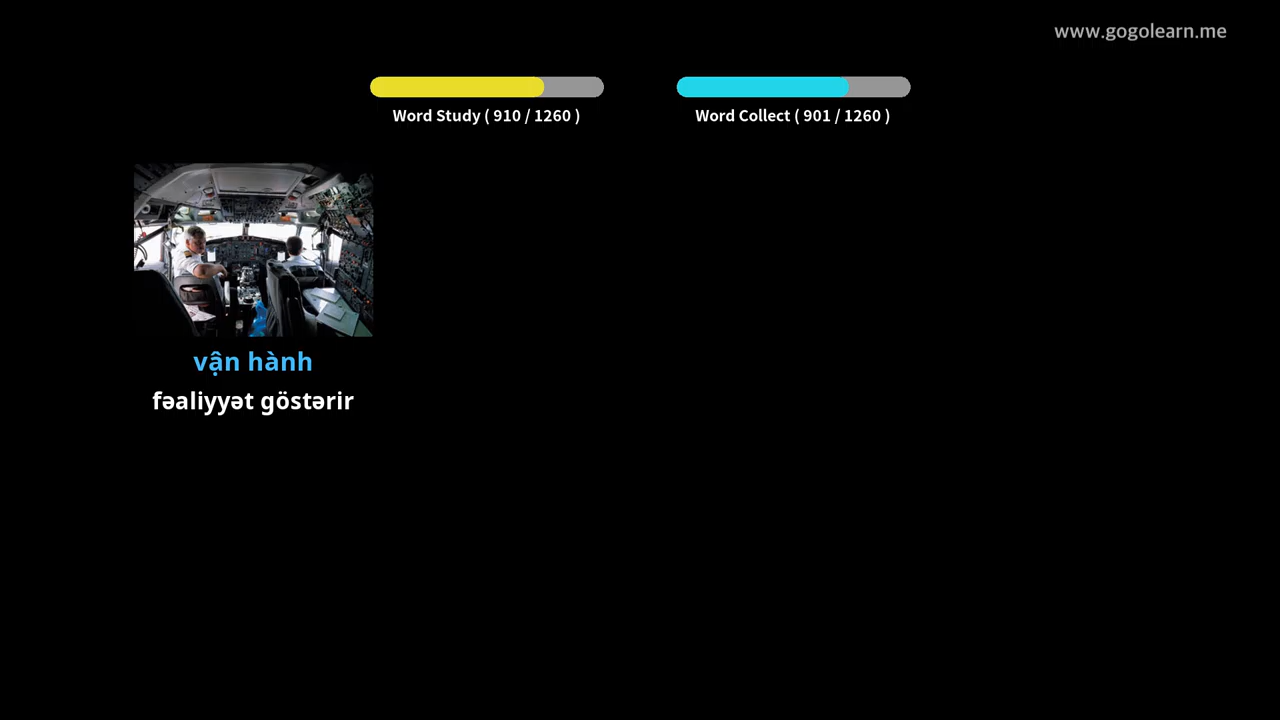 www.gogolearn.me
Word Study ( 910 / 1260 )
Word Collect ( 901 / 1260 )
vận hành
fəaliyyət göstərir